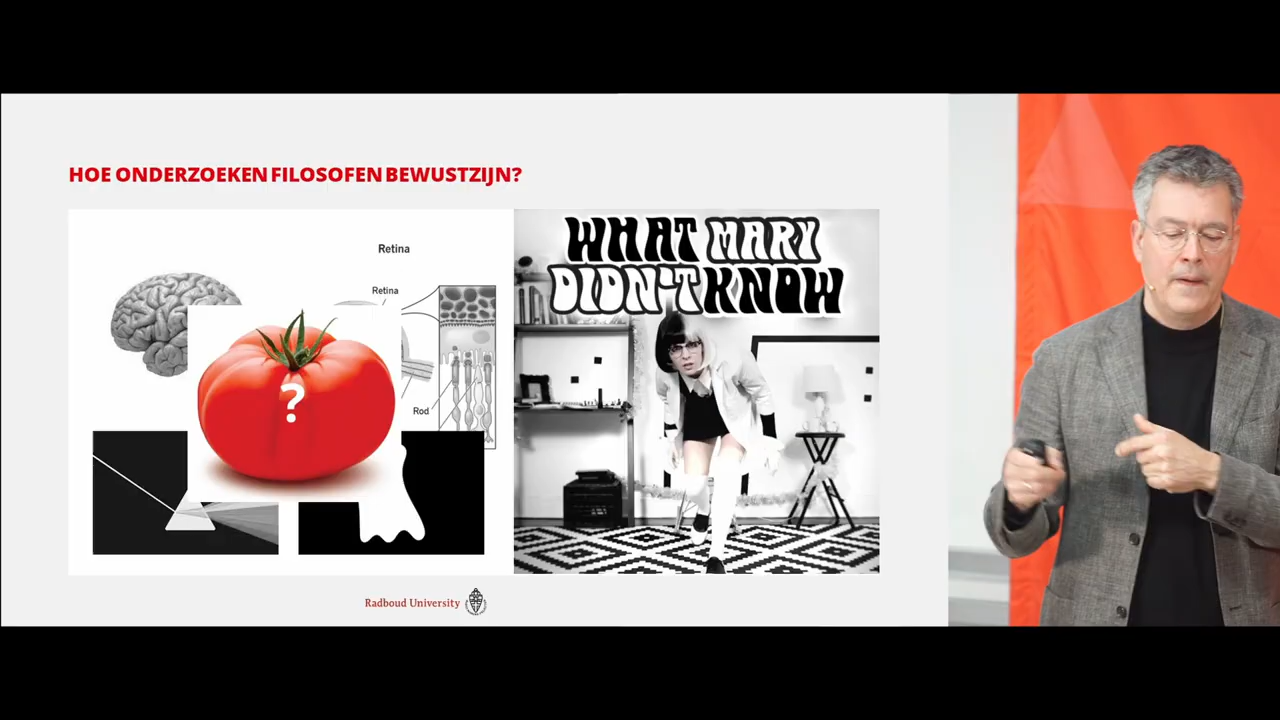 HOE ONDERZOEKEN FILOSOFEN BEWUSTZIJN?
Retina
Retina
Rod
?
WHAT MARY
DIDN'T KNOW
Radboud University